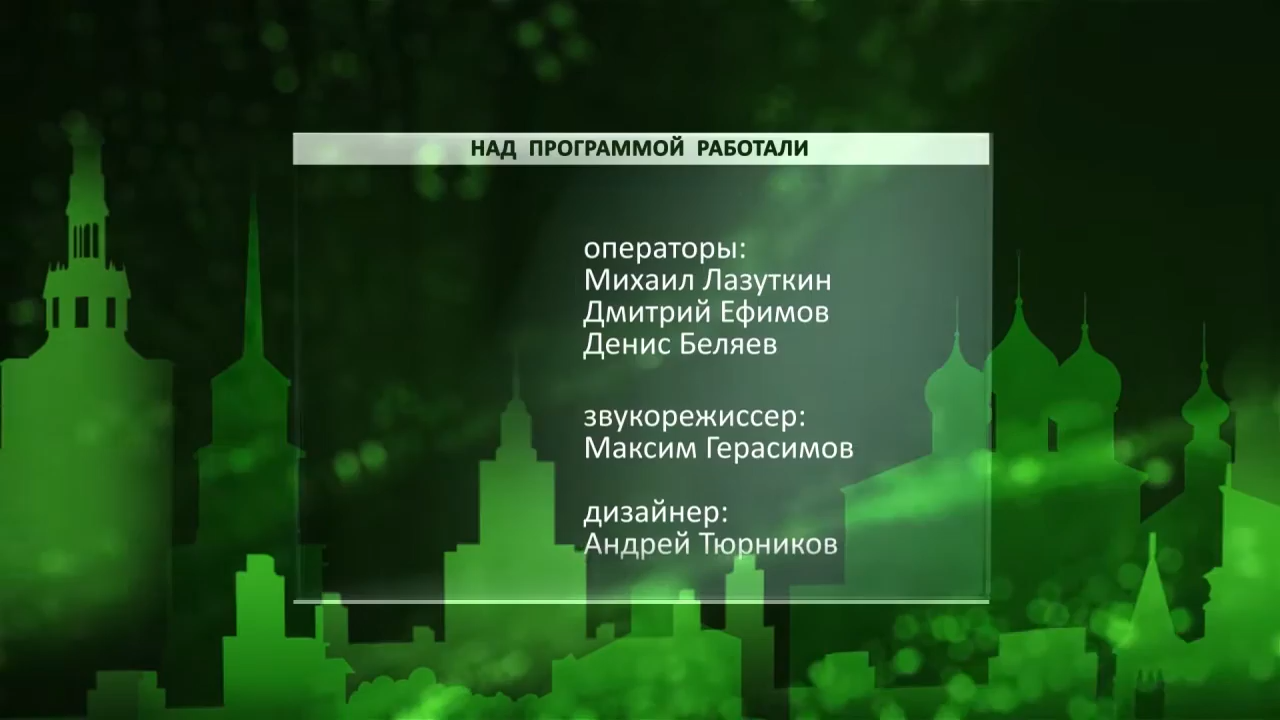 НАД ПРОГРАММОЙ РАБОТАЛИ
операторы:
Михаил Лазуткин
Дмитрий Ефимов
Денис Беляев
звукорежиссер:
Максим Герасимов
дизайнер:
Андрей Тюрников